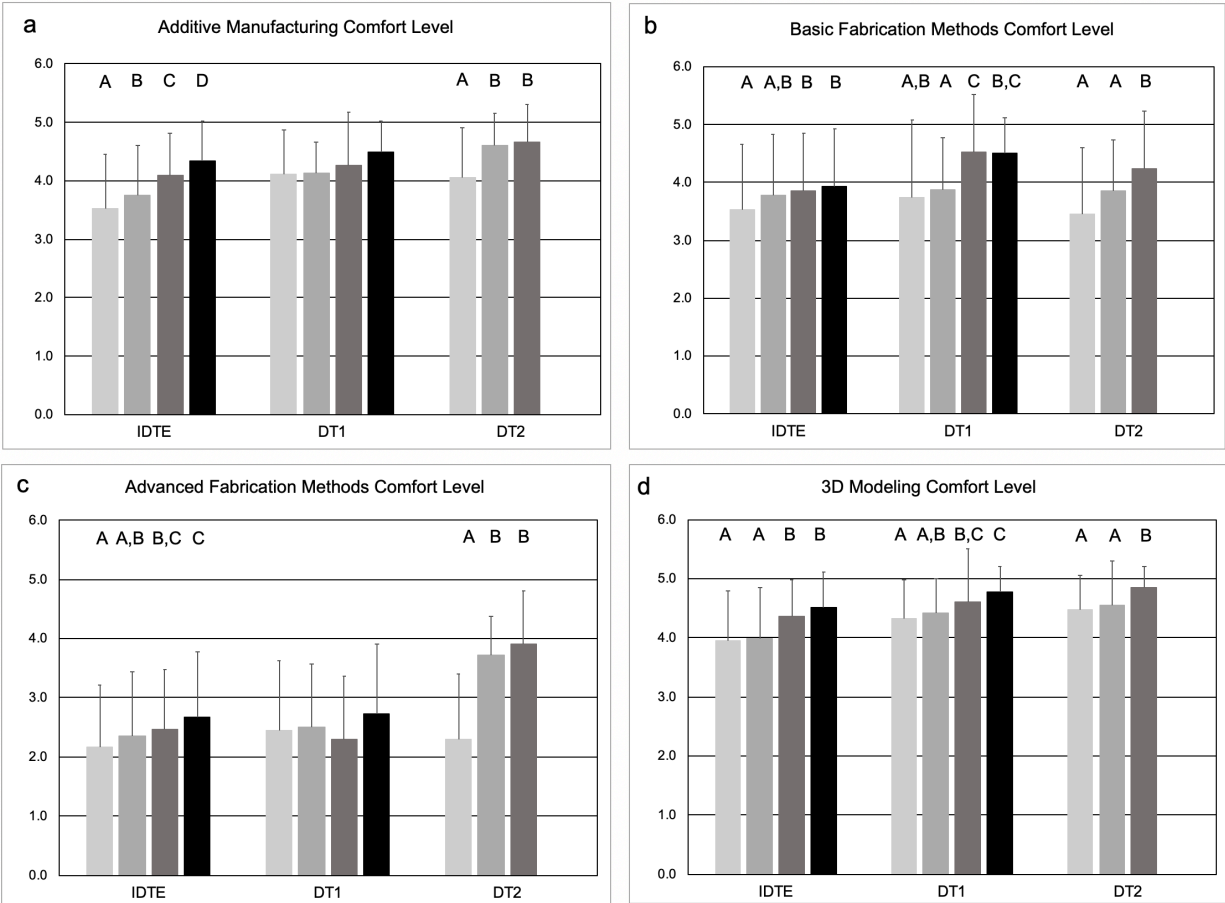 a
Additive Manufacturing Comfort Level
6.0
A B C D A B B
5.0
4.0
3.0
2.0
1.0
0.0
IDTE DT1 DT2
b
Basic Fabrication Methods Comfort Level
6.0
A A,B B B A,B A C B,C A A B
5.0
4.0
3.0
2.0
1.0
0.0
IDTE DT1 DT2
c
Advanced Fabrication Methods Comfort Level
6.0
A A,B B,C C A B B
5.0
4.0
3.0
2.0
1.0
0.0
IDTE DT1 DT2
d
3D Modeling Comfort Level
6.0
A A B B A A,B B,C C A A B
5.0
4.0
3.0
2.0
1.0
0.0
IDTE DT1 DT2